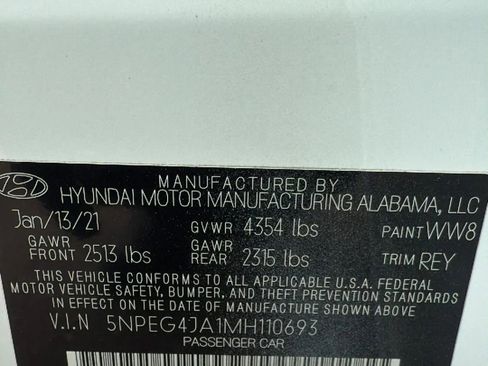 MANUFACTURED BY
HYUNDAI MOTOR MANUFACTURING ALABAMA, LLC
Jan/13/21 GVWR 4354 lbs PAINT WW8
GAWR FRONT 2513 lbs GAWR REAR 2315 lbs TRIM REY
THIS VEHICLE CONFORMS TO ALL APPLICABLE U.S.A. FEDERAL
MOTOR VEHICLE SAFETY, BUMPER, AND THEFT STANDARDS
IN EFFECT ON THE DATE OF MANUFACTURE SHOWN ABOVE
V.I.N 5NPEG4JA1MH110693
PASSENGER CAR